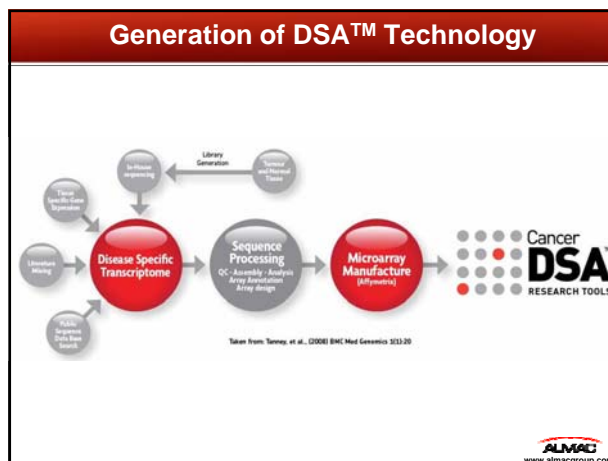 Generation of DSA™ Technology
Library
Generation
In-House
sequencing
Tumour
and Normal
Tissue
Tissue
Specific Gene
Expression
Literature
Mining
Public
Sequence
Data Base
Search
Disease Specific
Transcriptome
Sequence
Processing
QC - Assembly - Analysis
Array Annotation
Array design
Microarray
Manufacture
(Affymetrix)
Cancer
DSA™
RESEARCH TOOLS
Taken from: Tanney, et al., (2008) BMC Med Genomics 1(1):20
ALMAC
www.almacgroup.com